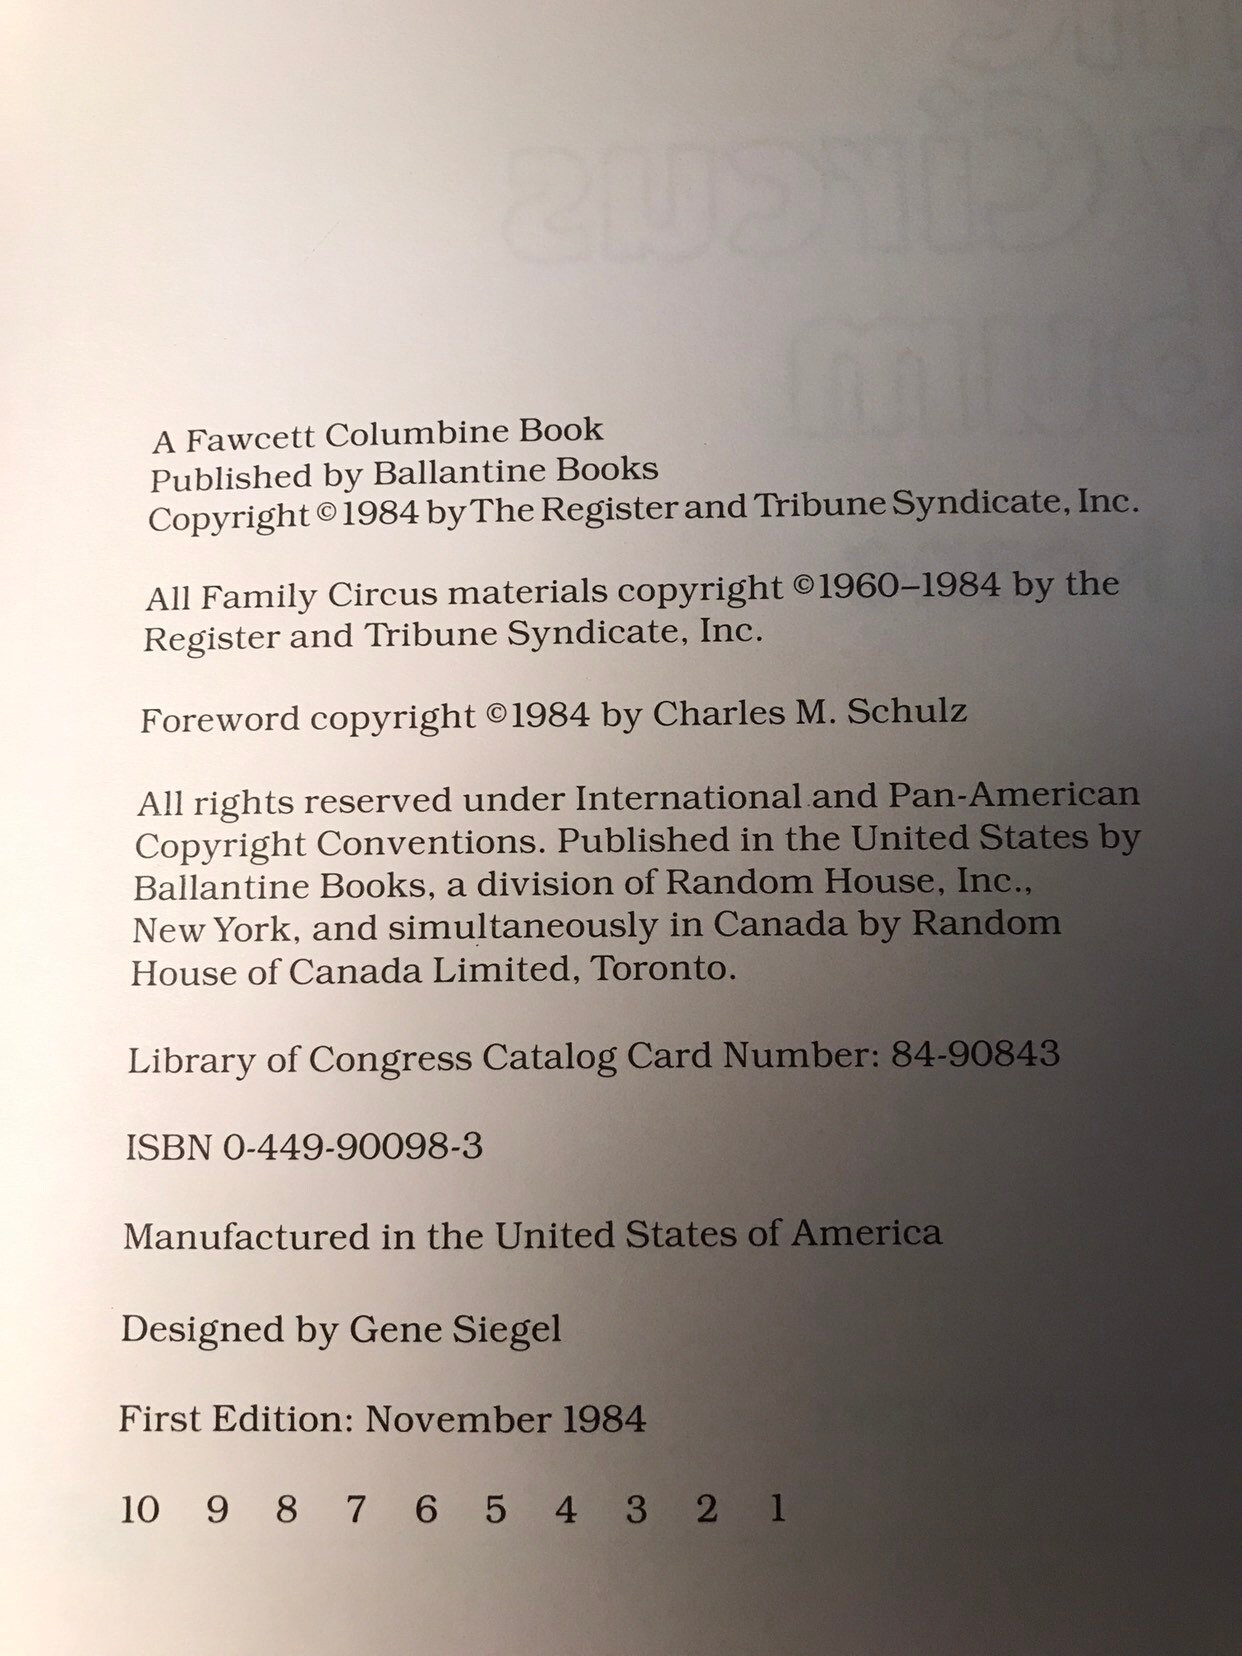 A Fawcett Columbine Book
Published by Ballantine Books
Copyright ©1984 by The Register and Tribune Syndicate, Inc.
All Family Circus materials copyright ©1960–1984 by the
Register and Tribune Syndicate, Inc.
Foreword copyright ©1984 by Charles M. Schulz
All rights reserved under International and Pan-American
Copyright Conventions. Published in the United States by
Ballantine Books, a division of Random House, Inc.,
New York, and simultaneously in Canada by Random
House of Canada Limited, Toronto.
Library of Congress Catalog Card Number: 84-90843
ISBN 0-449-90098-3
Manufactured in the United States of America
Designed by Gene Siegel
First Edition: November 1984
10 9 8 7 6 5 4 3 2 1